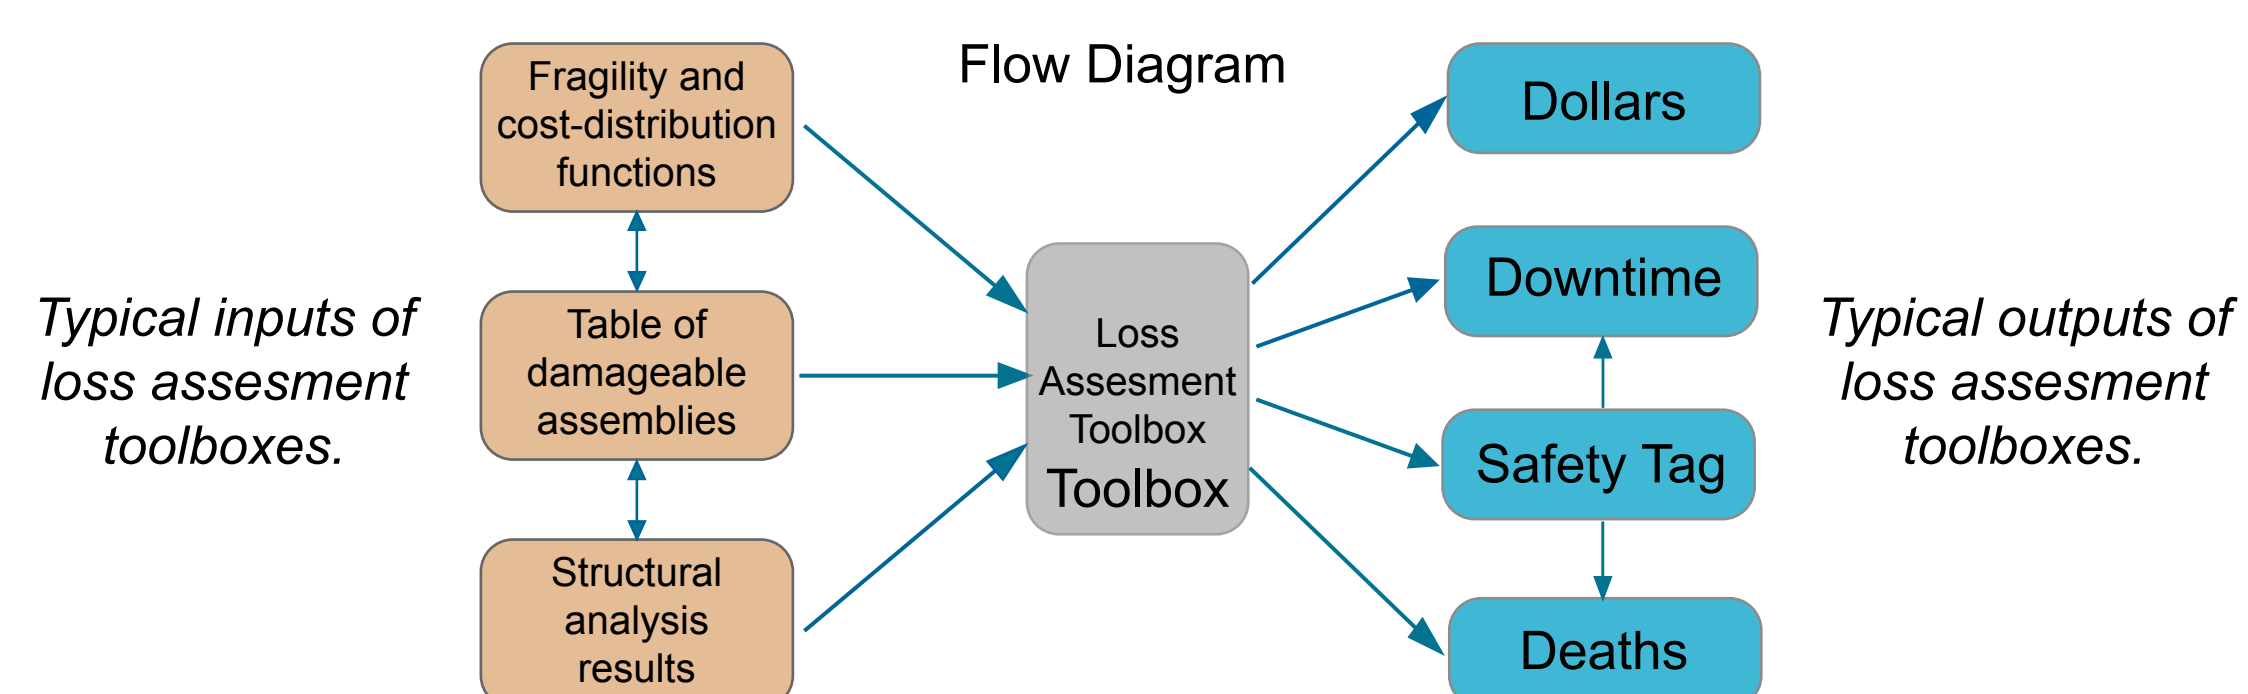 Flow Diagram
Typical inputs of
loss assesment
toolboxes.
Fragility and
cost-distribution
functions
Table of
damageable
assemblies
Structural
analysis
results
Loss
Assesment
Toolbox
Toolbox
Dollars
Downtime
Safety Tag
Deaths
Typical outputs of
loss assesment
toolboxes.